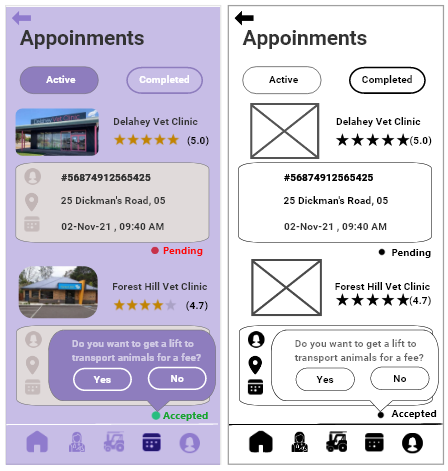 Appoinments
Active
Completed
Delahey Vet Clinic
(5.0)
#56874912565425
25 Dickman's Road, 05
02-Nov-21 , 09:40 AM
Pending
Forest Hill Vet Clinic
(4.7)
Do you want to get a lift to
transport animals for a fee?
Yes
No
Accepted
Appoinments
Active
Completed
Delahey Vet Clinic
(5.0)
#56874912565425
25 Dickman's Road, 05
02-Nov-21 , 09:40 AM
Pending
Forest Hill Vet Clinic
(4.7)
Do you want to get a lift to
transport animals for a fee?
Yes
No
Accepted